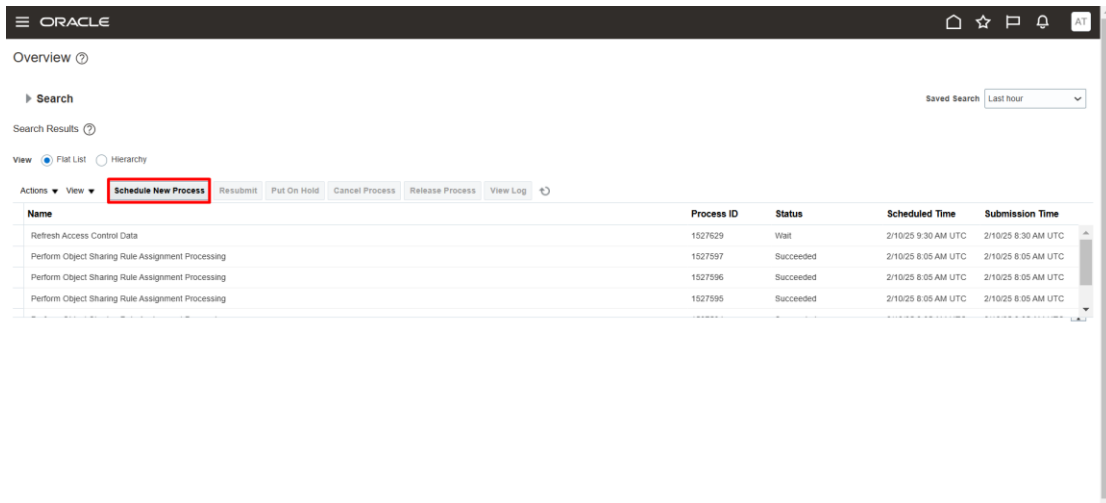 ORACLE AT
Overview
Search Saved Search Last hour
Search Results
View Flat List Hierarchy
Actions View Schedule New Process Resubmit Put On Hold Cancel Process Release Process View Log
Name Process ID Status Scheduled Time Submission Time
Refresh Access Control Data 1527629 Wait 2/10/25 9:30 AM UTC 2/10/25 8:30 AM UTC
Perform Object Sharing Rule Assignment Processing 1527597 Succeeded 2/10/25 8:05 AM UTC 2/10/25 8:05 AM UTC
Perform Object Sharing Rule Assignment Processing 1527596 Succeeded 2/10/25 8:05 AM UTC 2/10/25 8:05 AM UTC
Perform Object Sharing Rule Assignment Processing 1527595 Succeeded 2/10/25 8:05 AM UTC 2/10/25 8:05 AM UTC